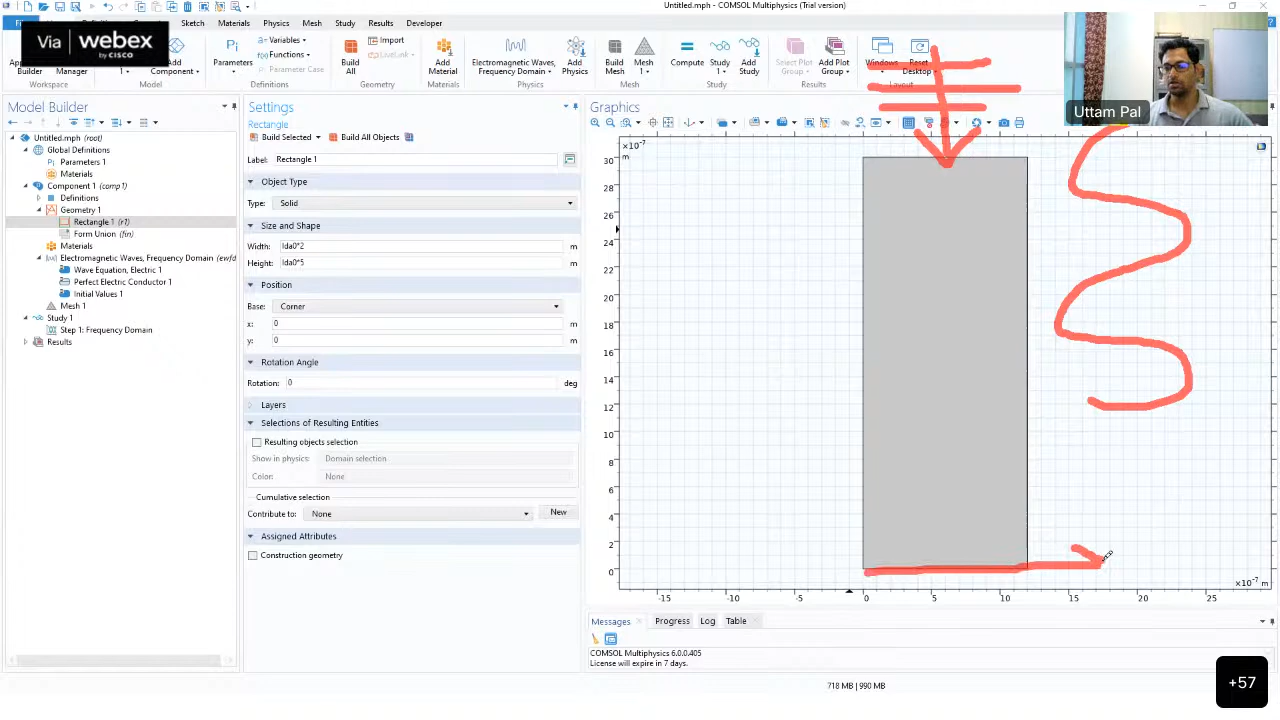 Untitled.mph - COMSOL Multiphysics (Trial version)
Sketch Materials Physics Mesh Study Results Developer
Via webex
by CISCO
Builder
Manager
Add
Component
Parameters
Variables
Functions
Parameter Case
Build
All
Import
LiveLink
Add
Material
Electromagnetic Waves,
Frequency Domain
Add
Physics
Build
Mesh
Mesh
1
Compute
Study
1
Add
Study
Select Plot
Group
Add Plot
Group
Windows
Reset
Desktop
Workspace Model Definitions Geometry Materials Physics Mesh Study Results Layout
Uttam Pal
Model Builder
Untitled.mph (root)
Global Definitions
Parameters 1
Materials
Component 1 (comp1)
Definitions
Geometry 1
Rectangle 1 (r1)
Form Union (fin)
Materials
Electromagnetic Waves, Frequency Domain (ewfd
Wave Equation, Electric 1
Perfect Electric Conductor 1
Initial Values 1
Mesh 1
Study 1
Step 1: Frequency Domain
Results
Settings
Rectangle
Build Selected Build All Objects
Label: Rectangle 1
Object Type
Type: Solid
Size and Shape
Width: lda0*2 m
Height: lda0*5 m
Position
Base: Corner
x: 0 m
y: 0 m
Rotation Angle
Rotation: 0 deg
Layers
Selections of Resulting Entities
Resulting objects selection
Show in physics: Domain selection
Color: None
Cumulative selection
Contribute to: None New
Assigned Attributes
Construction geometry
Graphics
×10⁻⁷
m
30
28
26
24
22
20
18
16
14
12
10
8
6
4
2
0
×10⁻⁷ m
-15 -10 -5 0 5 10 15 20 25
Messages Progress Log Table
COMSOL Multiphysics 6.0.0.405
License will expire in 7 days.
718 MB | 990 MB
+57